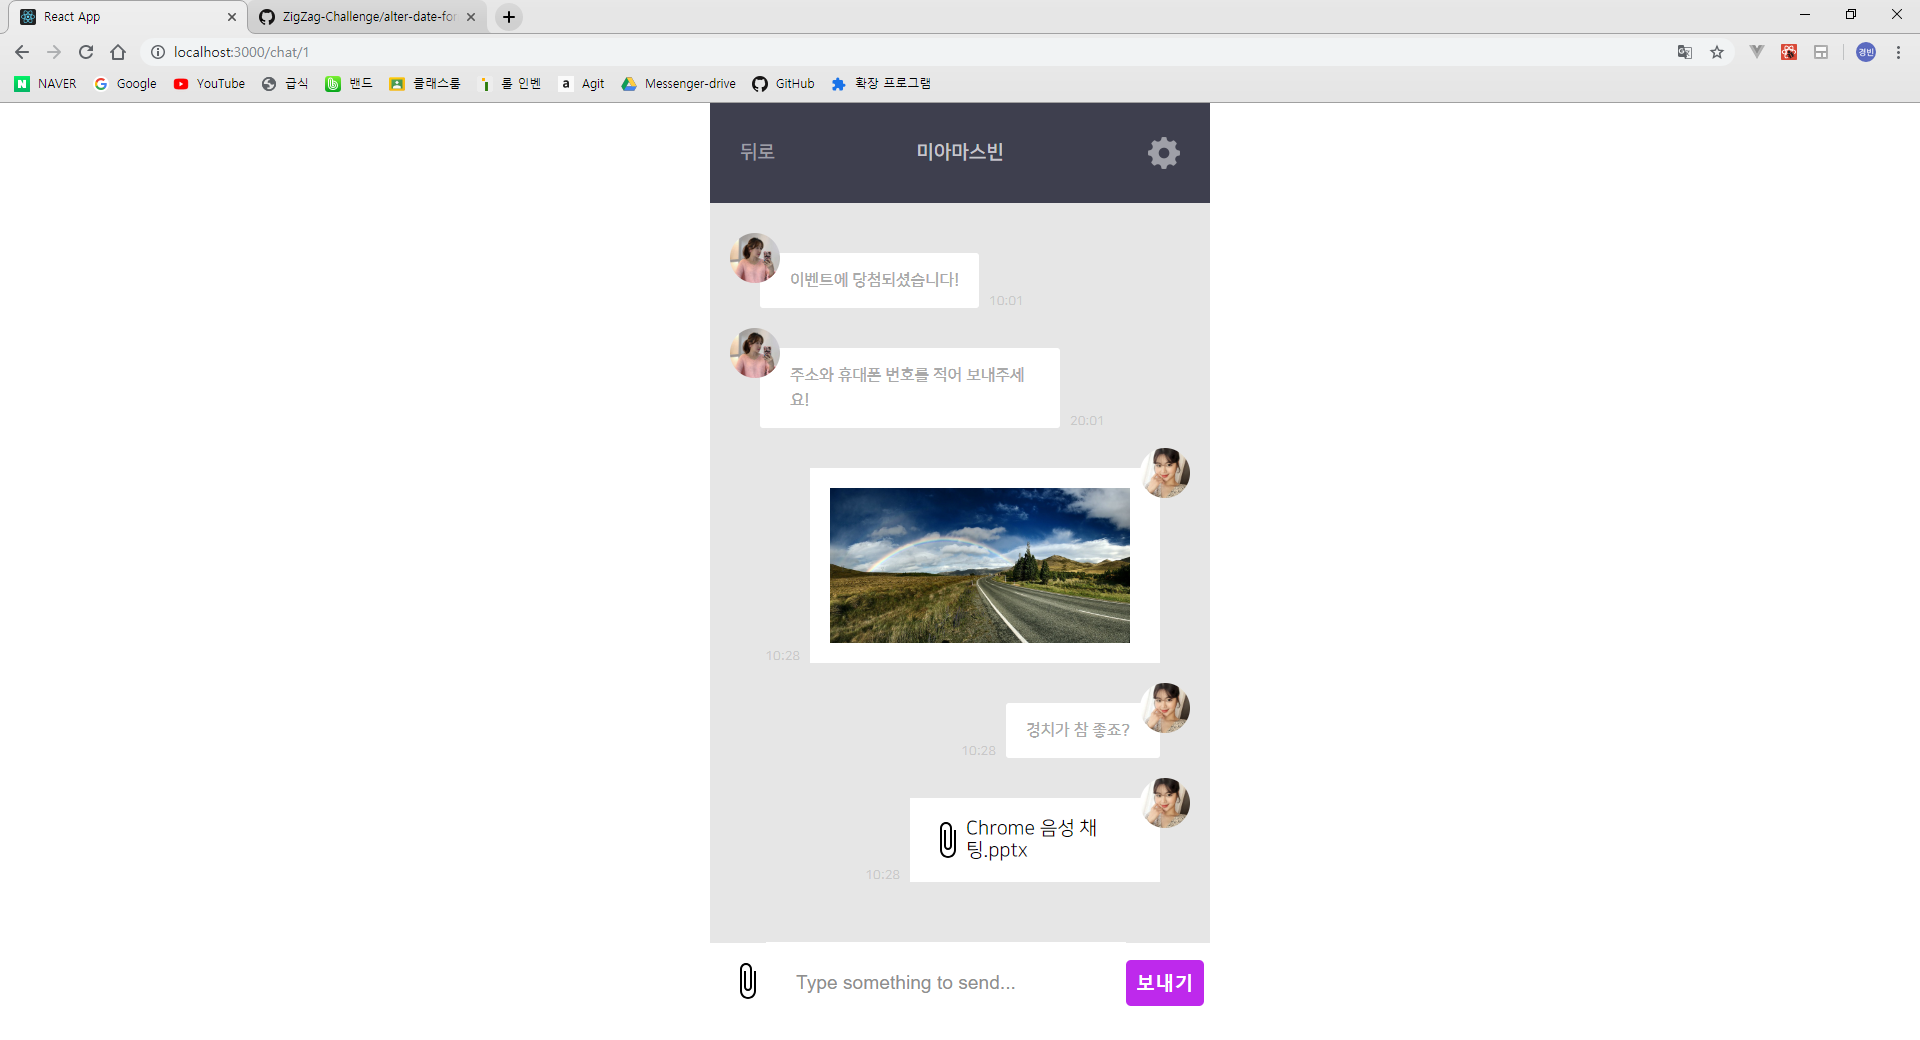 React App
ZigZag-Challenge/alter-date-for
localhost:3000/chat/1
경빈
NAVER
Google
YouTube
급식
밴드
클래스룸
롤 인벤
a Agit
Messenger-drive
GitHub
확장 프로그램
뒤로
미아마스빈
이벤트에 당첨되셨습니다!
10:01
주소와 휴대폰 번호를 적어 보내주세
요!
20:01
10:28
경치가 참 좋죠?
10:28
Chrome 음성 채
팅.pptx
10:28
Type something to send...
보내기